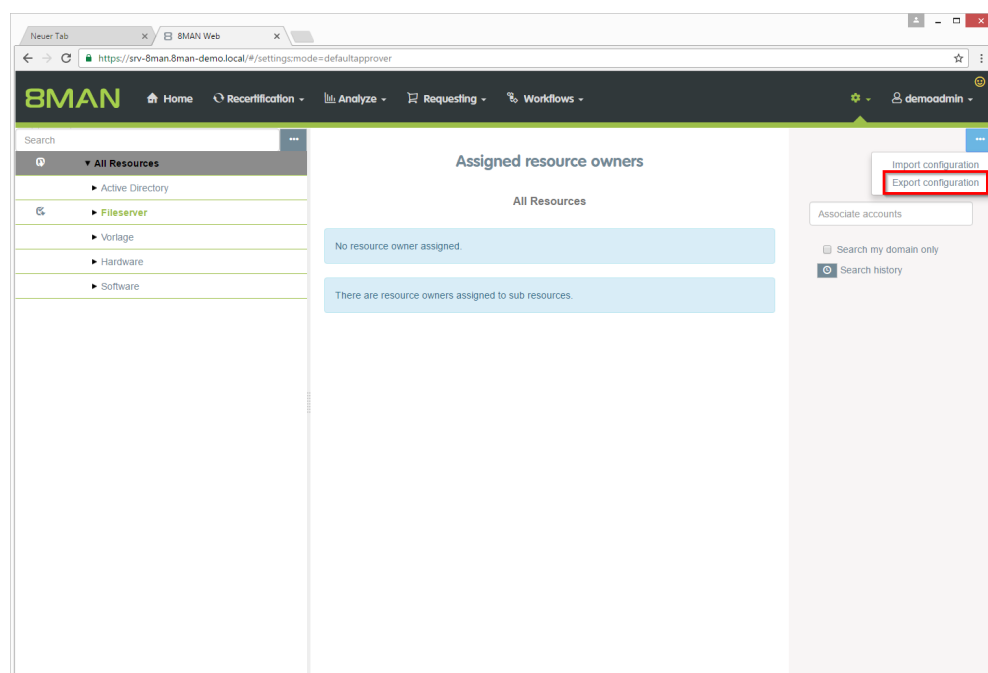 Neuer Tab
8MAN Web
https://srv-8man.8man-demo.local/#/settings;mode=defaultapprover
8MAN
Home
Recertification
Analyze
Requesting
Workflows
demoadmin
Search
...
All Resources
Active Directory
Fileserver
Vorlage
Hardware
Software
Assigned resource owners
All Resources
No resource owner assigned.
There are resource owners assigned to sub resources.
...
Import configuration
Export configuration
Associate accounts
Search my domain only
Search history